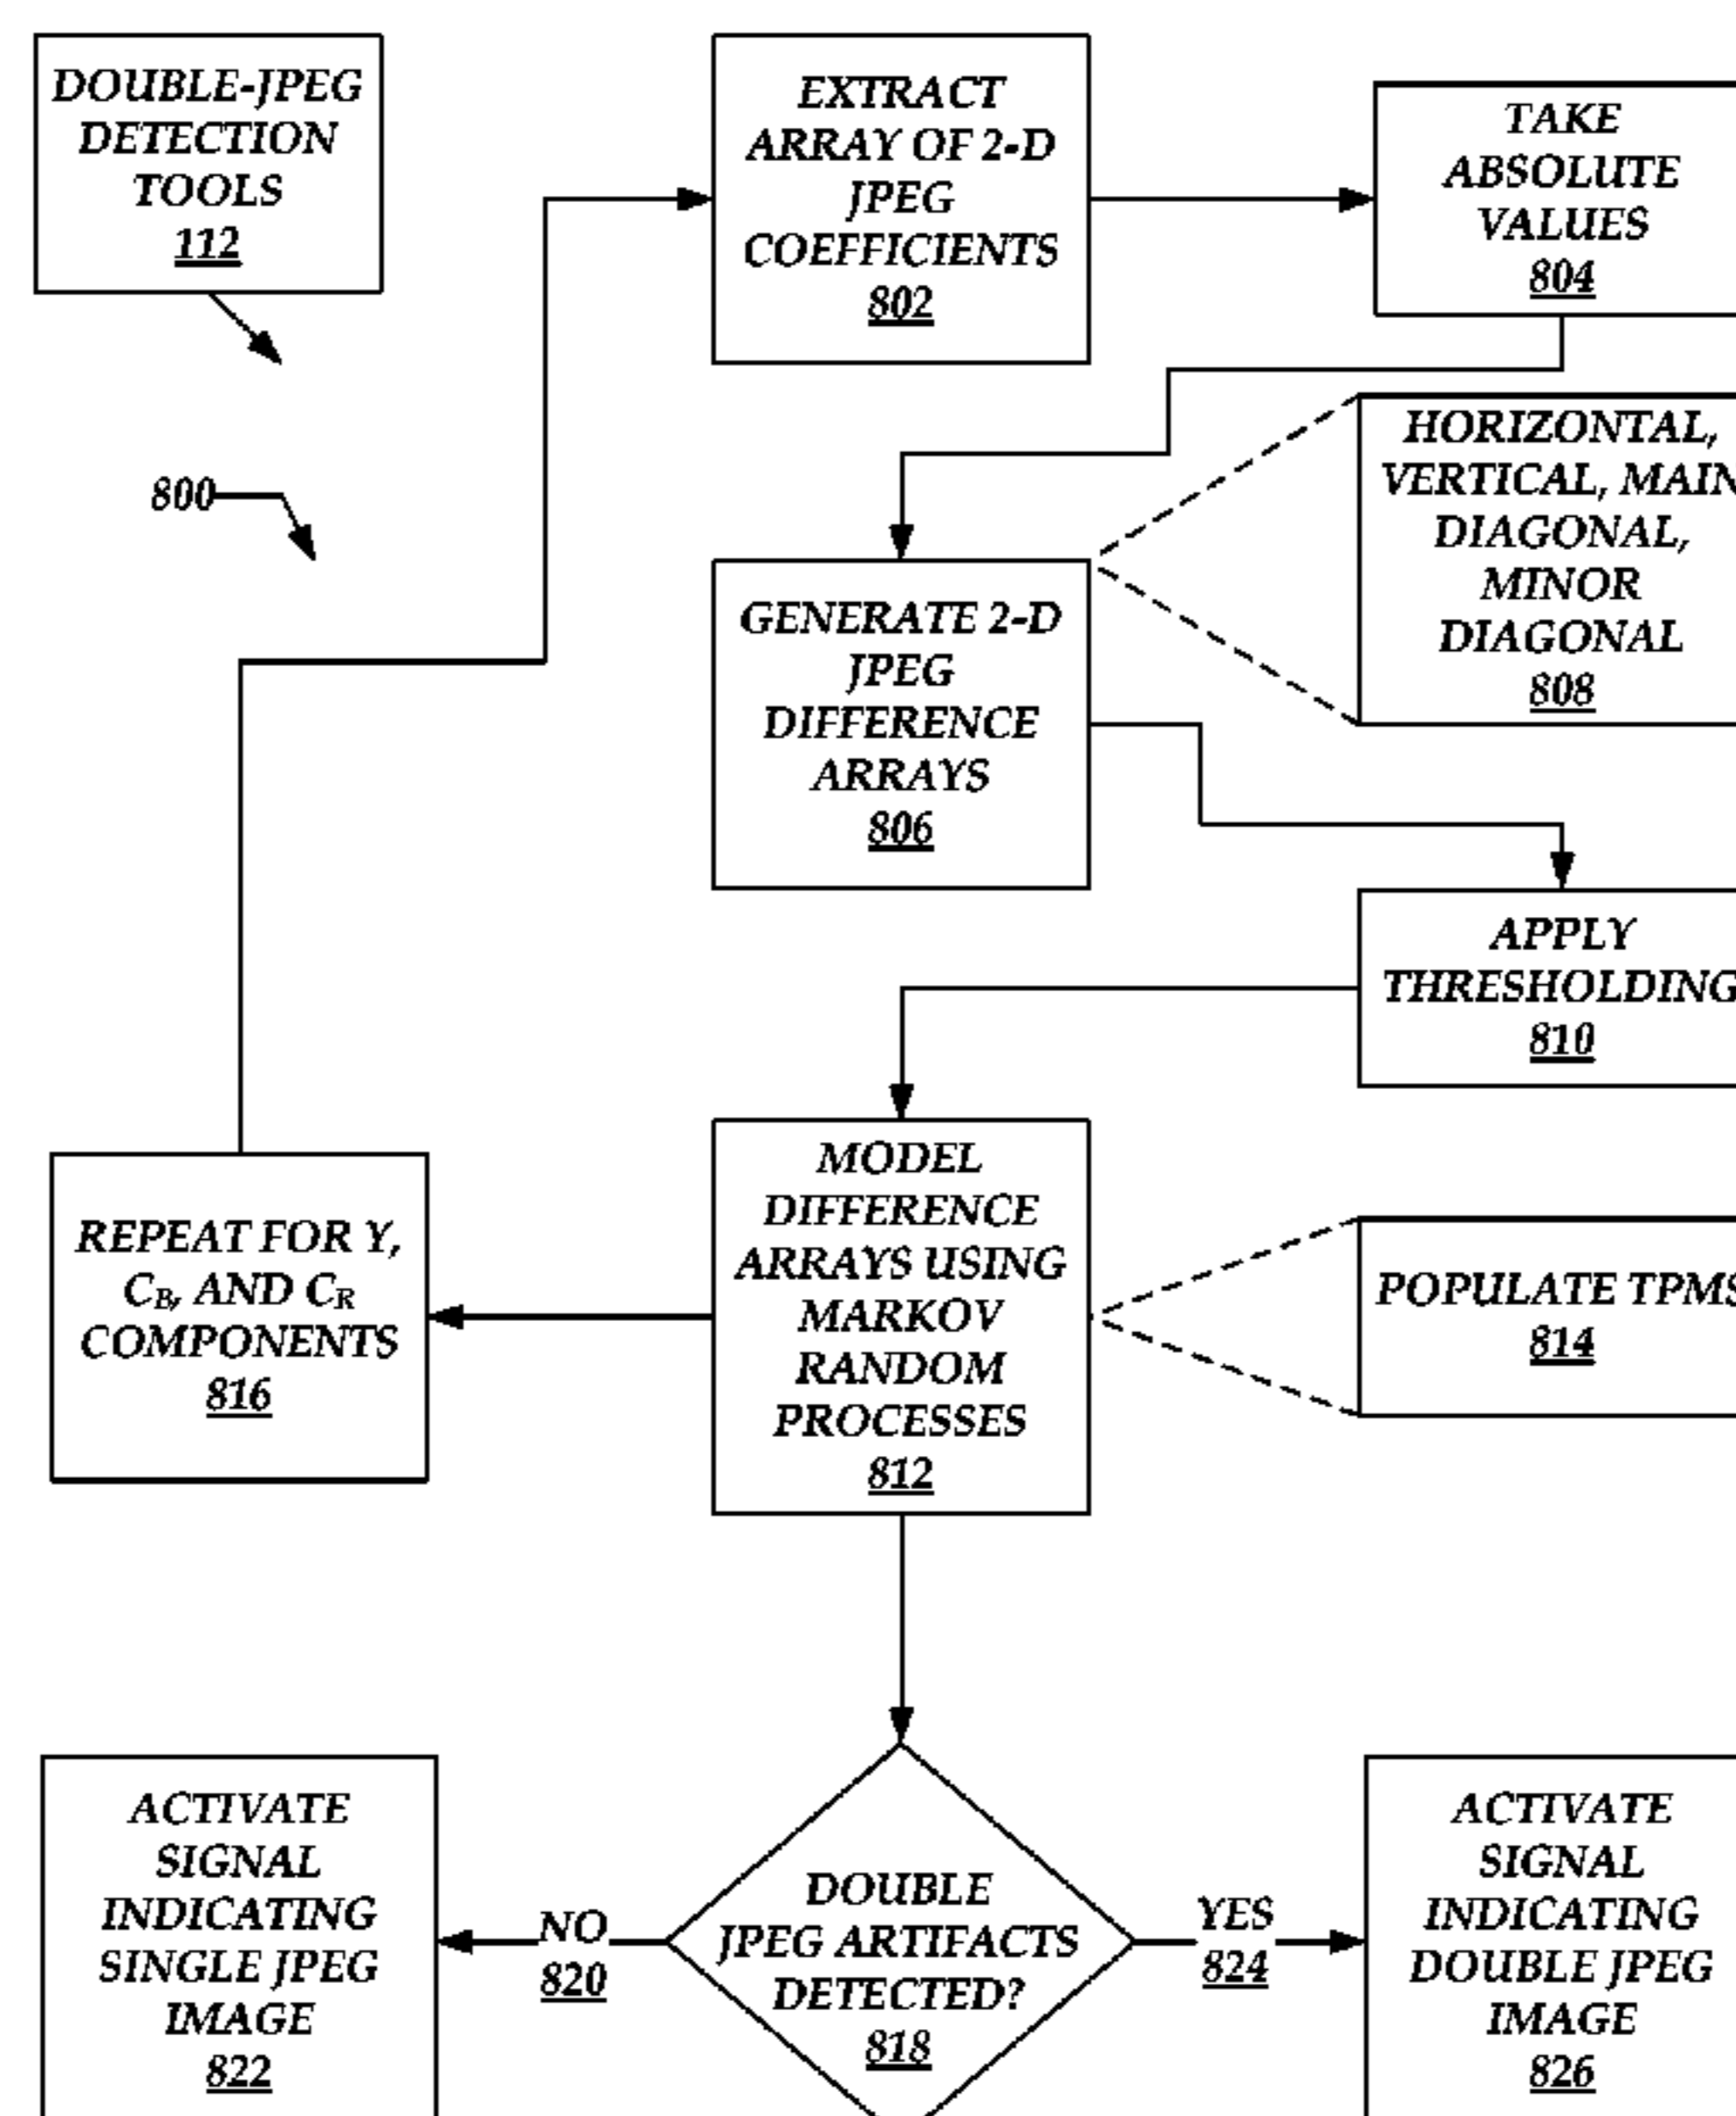 DOUBLE-JPEG
DETECTION
TOOLS
112
EXTRACT
ARRAY OF 2-D
JPEG
COEFFICIENTS
802
TAKE
ABSOLUTE
VALUES
804
800
HORIZONTAL,
VERTICAL, MAIN
DIAGONAL,
MINOR
DIAGONAL
808
GENERATE 2-D
JPEG
DIFFERENCE
ARRAYS
806
APPLY
THRESHOLDING
810
MODEL
DIFFERENCE
ARRAYS USING
MARKOV
RANDOM
PROCESSES
812
REPEAT FOR Y,
CB, AND CR
COMPONENTS
816
POPULATE TPMS
814
ACTIVATE
SIGNAL
INDICATING
SINGLE JPEG
IMAGE
822
NO
820
DOUBLE
JPEG ARTIFACTS
DETECTED?
818
YES
824
ACTIVATE
SIGNAL
INDICATING
DOUBLE JPEG
IMAGE
826